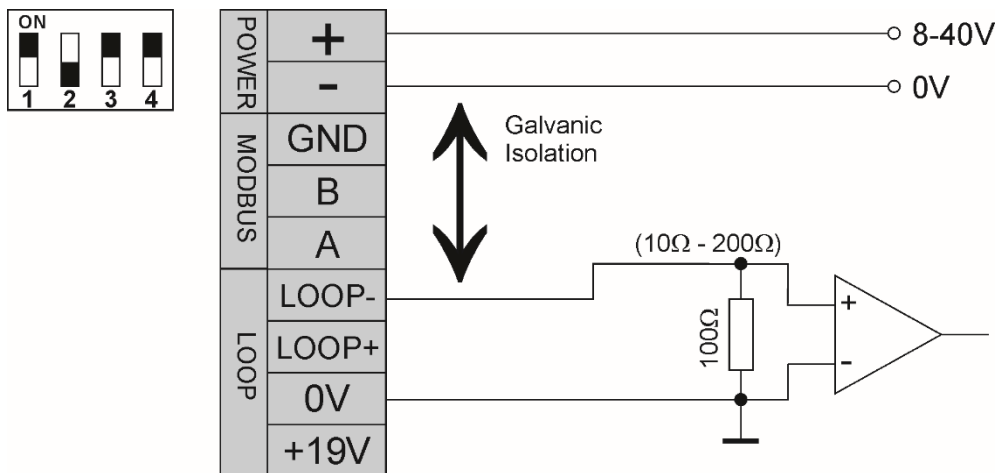 ON
1 2 3 4
POWER
+
-
MODBUS
GND
B
A
LOOP
LOOP-
LOOP+
0V
+19V
8-40V
0V
Galvanic
Isolation
(10Ω - 200Ω)
100Ω
+
-